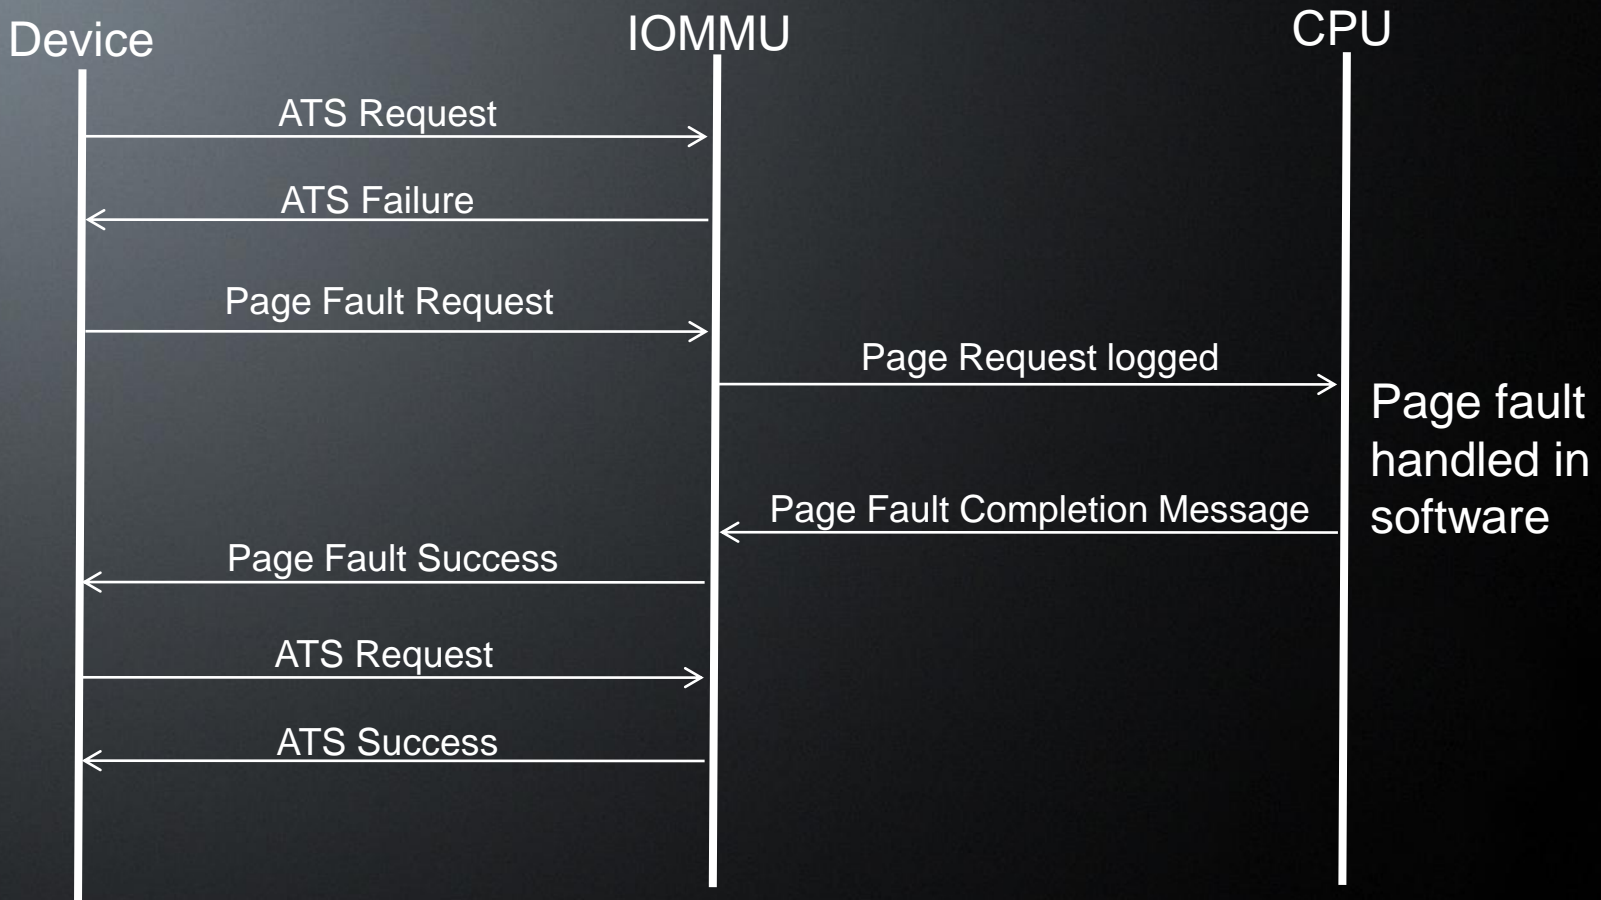 Device
IOMMU
CPU
ATS Request
ATS Failure
Page Fault Request
Page Request logged
Page fault
handled in
software
Page Fault Completion Message
Page Fault Success
ATS Request
ATS Success